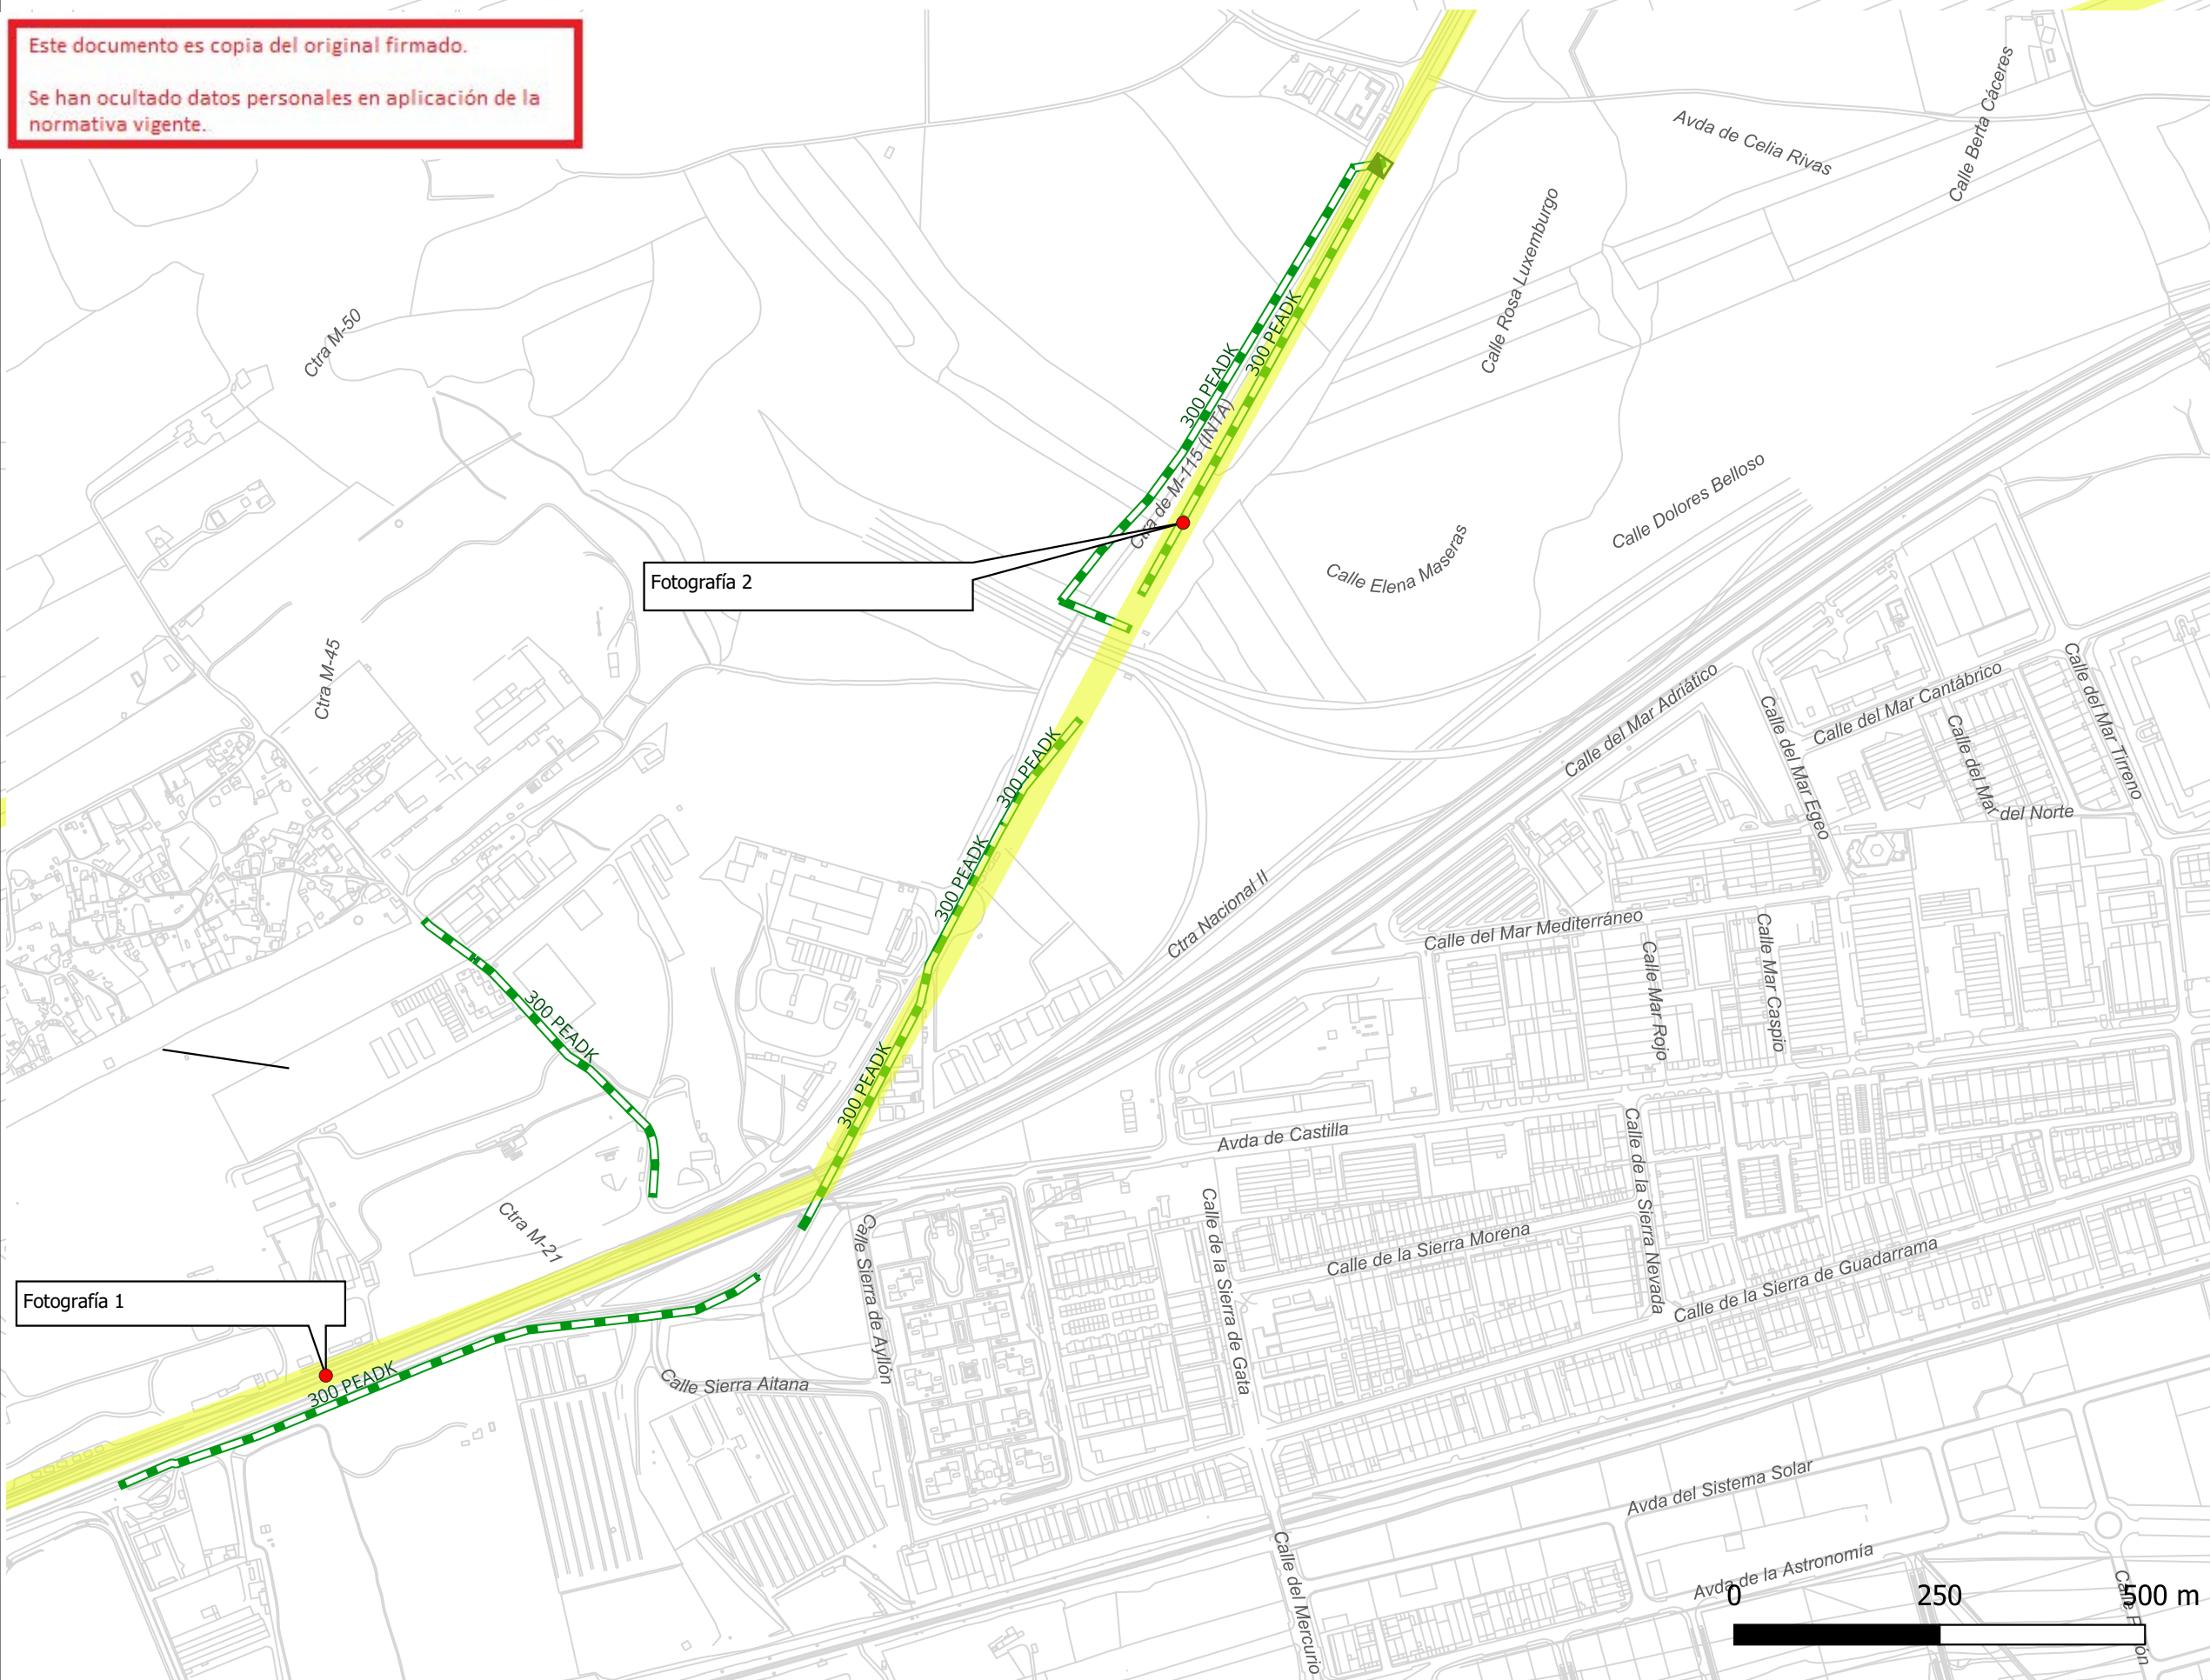 Este documento es copia del original firmado.
Se han ocultado datos personales en aplicación de la
normativa vigente.
Avda de Celia Rivas
Calle Berta Cáceres
Calle Rosa Luxemburgo
Ctra M-50
300 PEADK
300 PEADK
Ctra de M-115 (INTA)
Calle Dolores Belloso
Calle Elena Maseras
Fotografía 2
Ctra M-45
Calle del Mar Adriático
Calle del Mar Cantábrico
Calle del Mar Tirreno
Calle del Mar Egeo
Calle del Mar
del Norte
300 PEADK
300 PEADK
Ctra Nacional II
Calle del Mar Mediterráneo
Calle Mar Rojo
Calle Mar Caspio
300 PEADK
300 PEADK
Avda de Castilla
Calle de la Sierra Nevada
Ctra M-21
Calle Sierra de Ayllón
Calle de la Sierra de Gata
Calle de la Sierra Morena
Calle de la Sierra de Guadarrama
Fotografía 1
300 PEADK
Calle Sierra Aitana
Avda del Sistema Solar
Calle del Mercurio
Avda de la Astronomía
0 250 500 m
Calle